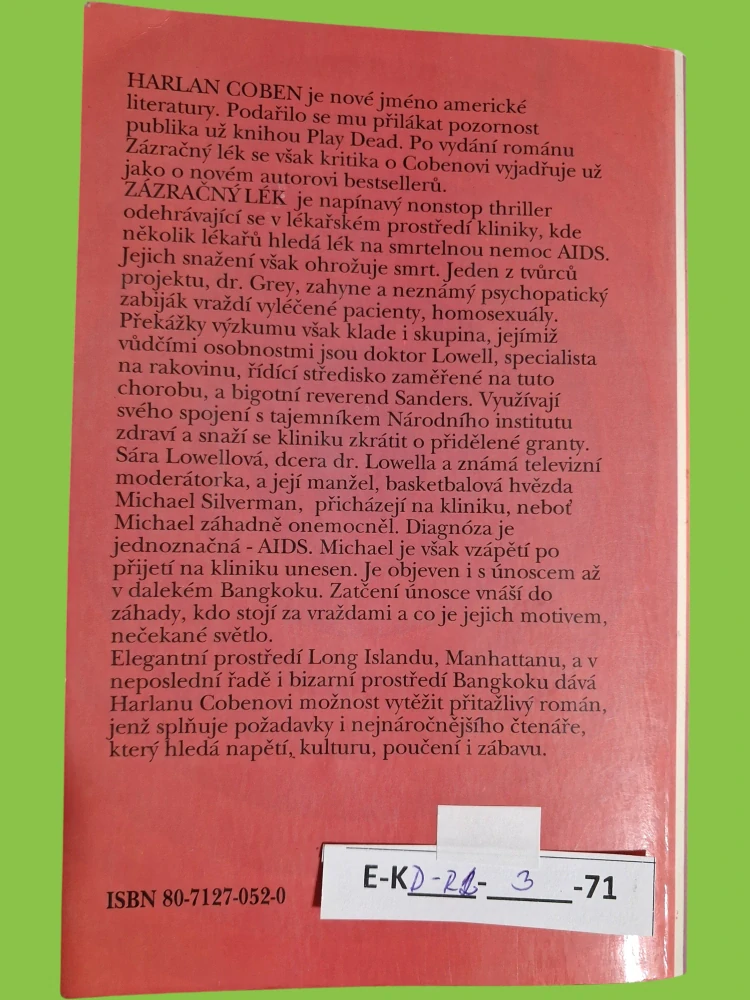 HARLAN COBEN je nové jméno americké
literatury. Podařilo se mu přilákat pozornost
publika už knihou Play Dead. Po vydání románu
Zázračný lék se však kritika o Cobenovi vyjadřuje už
jako o novém autorovi bestsellerů.
ZÁZRAČNÝ LÉK je napínavý nonstop thriller
odehrávající se v lékařském prostředí kliniky, kde
několik lékařů hledá lék na smrtelnou nemoc AIDS.
Jejich snažení však ohrožuje smrt. Jeden z tvůrců
projektu, dr. Grey, zahyne a neznámý psychopatický
zabiják vraždí vyléčené pacienty, homosexuály.
Překážky výzkumu však klade i skupina, jejímiž
vůdčími osobnostmi jsou doktor Lowell, specialista
na rakovinu, řídící středisko zaměřené na tuto
chorobu, a bigotní reverend Sanders. Využívají
svého spojení s tajemníkem Národního institutu
zdraví a snaží se kliniku zkrátit o přidělené granty.
Sára Lowellová, dcera dr. Lowella a známá televizní
moderátorka, a její manžel, basketbalová hvězda
Michael Silverman, přicházejí na kliniku, neboť
Michael záhadně onemocněl. Diagnóza je
jednoznačná - AIDS. Michael je však vzápětí po
přijetí na kliniku unesen. Je objeven i s únoscem až
v dalekém Bangkoku. Zatčení únosce vnáší do
záhady, kdo stojí za vraždami a co je jejich motivem,
nečekané světlo.
Elegantní prostředí Long Islandu, Manhattanu, a v
neposlední řadě i bizarní prostředí Bangkoku dává
Harlanu Cobenovi možnost vytěžit přitažlivý román,
jenž splňuje požadavky i nejnáročnějšího čtenáře,
který hledá napětí, kulturu, poučení i zábavu.
ISBN 80-7127-052-0
E-K - 3 -71